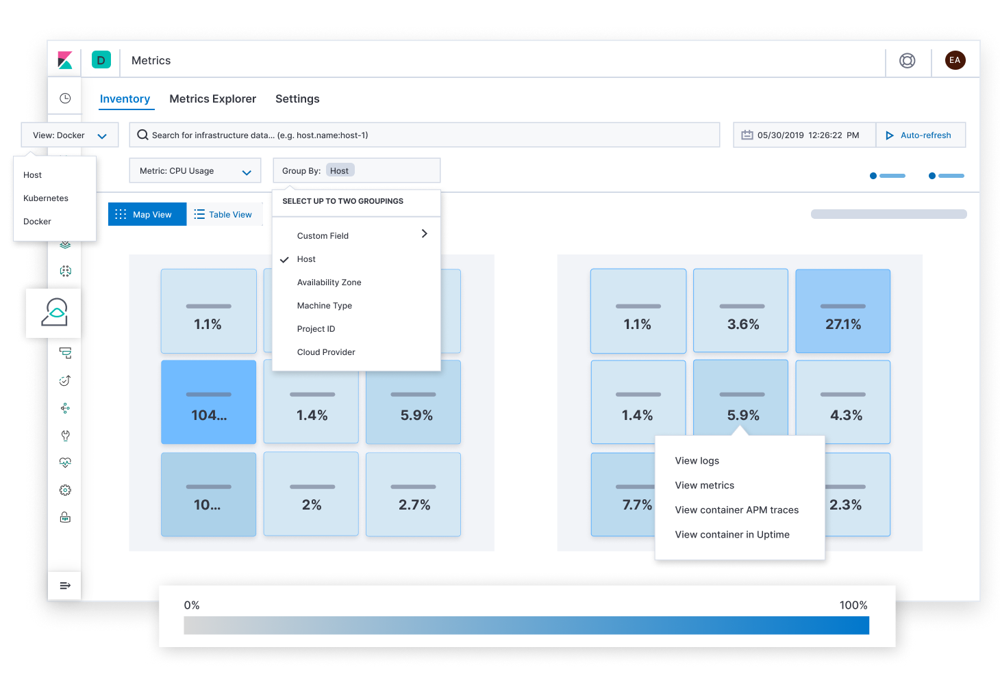 D
Metrics
EA
Inventory
Metrics Explorer
Settings
View: Docker
Search for infrastructure data... (e.g. host.name:host-1)
05/30/2019 12:26:22 PM
Auto-refresh
Host
Kubernetes
Docker
Metric: CPU Usage
Group By: Host
SELECT UP TO TWO GROUPINGS
Custom Field
Host
Availability Zone
Machine Type
Project ID
Cloud Provider
Map View
Table View
1.1%
104...
1.4%
5.9%
10...
2%
2.7%
1.1%
3.6%
27.1%
1.4%
5.9%
4.3%
7.7%
2.3%
View logs
View metrics
View container APM traces
View container in Uptime
0%
100%